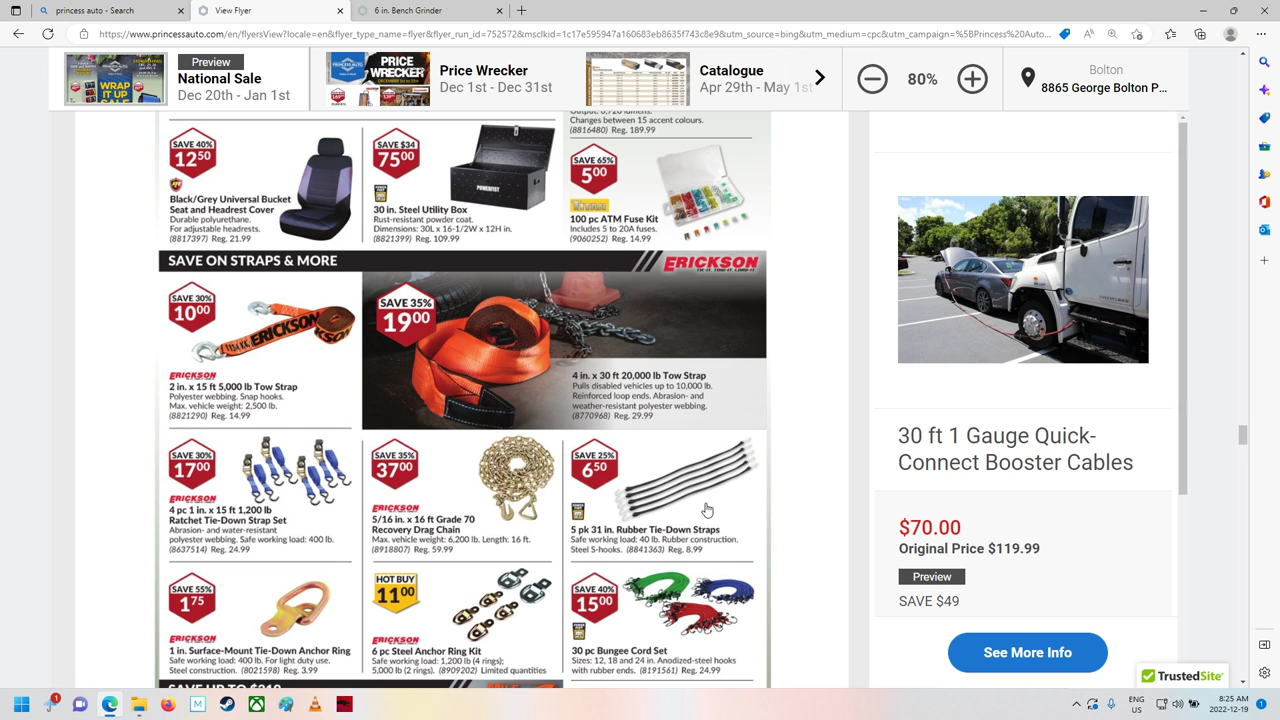 princess auto - Search
View Flyer
6 in. Bench Grinder
https://www.princessauto.com/en/flyersView?locale=en&flyer_type_name=flyer&flyer_run_id=752572&msclkid=1c17e595947a160683eb8635f743c8e9&utm_source=bing&utm_medium=cpc&utm_campaign=%5BPrincess%20Auto...
Preview
National Sale
Dec 20th - Jan 1st
WRAP IT UP SALE
PRICE WRECKER
Price Wrecker
Dec 1st - Dec 31st
Catalogue
Apr 29th - May 1st
80%
Bolton
8865 George Bolton P...
Output: 6,720 lumens.
Changes between 15 accent colours.
(8816480) Reg. 189.99
SAVE 40%
12 50
Black/Grey Universal Bucket
Seat and Headrest Cover
Durable polyurethane.
For adjustable headrests.
(8817397) Reg. 21.99
SAVE $34
75 00
POWERFIST
30 in. Steel Utility Box
Rust-resistant powder coat.
Dimensions: 30L x 16-1/2W x 12H in.
(8821399) Reg. 109.99
SAVE 65%
5 00
100 pc ATM Fuse Kit
Includes 5 to 20A fuses.
(9060252) Reg. 14.99
SAVE ON STRAPS & MORE
ERICKSON
TIE IT. TOW IT. LOAD IT.
SAVE 30%
10 00
ERICKSON
ERICKSON
2 in. x 15 ft 5,000 lb Tow Strap
Polyester webbing. Snap hooks.
Max. vehicle weight: 2,500 lb.
(8821290) Reg. 14.99
SAVE 35%
19 00
4 in. x 30 ft 20,000 lb Tow Strap
Pulls disabled vehicles up to 10,000 lb.
Reinforced loop ends. Abrasion- and
weather-resistant polyester webbing.
(8770968) Reg. 29.99
SAVE 30%
17 00
ERICKSON
4 pc 1 in. x 15 ft 1,200 lb
Ratchet Tie-Down Strap Set
Abrasion- and water-resistant
polyester webbing. Safe working load: 400 lb.
(8637514) Reg. 24.99
SAVE 35%
37 00
ERICKSON
5/16 in. x 16 ft Grade 70
Recovery Drag Chain
Max. vehicle weight: 6,200 lb. Length: 16 ft.
(8918807) Reg. 59.99
SAVE 25%
6 50
5 pk 31 in. Rubber Tie-Down Straps
Safe working load: 40 lb. Rubber construction.
Steel S-hooks. (8841363) Reg. 8.99
SAVE 55%
1 75
ERICKSON
1 in. Surface-Mount Tie-Down Anchor Ring
Safe working load: 400 lb. For light duty use.
Steel construction. (8021598) Reg. 3.99
HOT BUY
11 00
ERICKSON
6 pc Steel Anchor Ring Kit
Safe working load: 1,200 lb (4 rings);
5,000 lb (2 rings). (8909202) Limited quantities
SAVE 40%
15 00
30 pc Bungee Cord Set
Sizes: 12, 18 and 24 in. Anodized-steel hooks
with rubber ends. (8191561) Reg. 24.99
30 ft 1 Gauge Quick-
Connect Booster Cables
$70.00
Original Price $119.99
Preview
SAVE $49
See More Info
TrustedSite
1
ENG
US
8:25 AM
2022-12-19